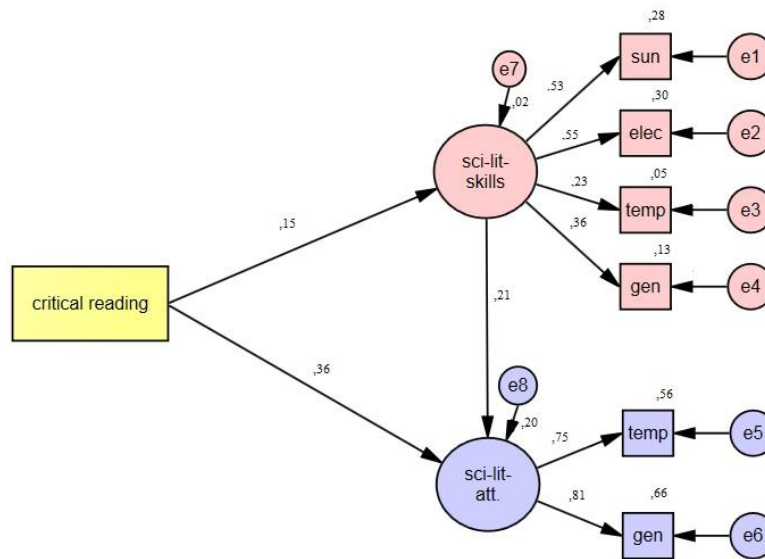 ,28
sun
e1
e7
,02
.53
,30
elec
e2
,55
sci-lit-
skills
,05
,23
temp
e3
,36
,13
gen
e4
,15
critical reading
,21
,36
e8
,20
,56
temp
e5
,75
sci-lit-
att.
,66
,81
gen
e6